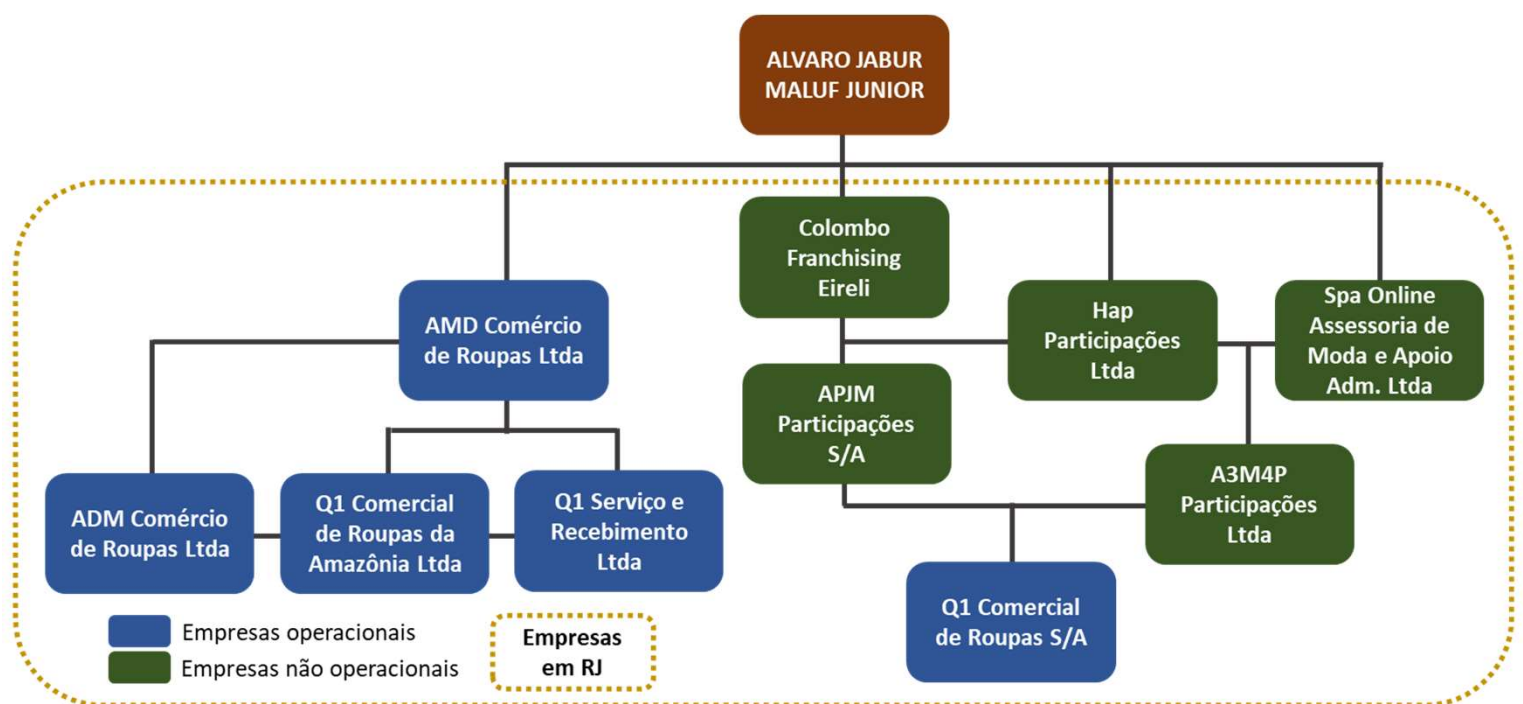 ALVARO JABUR
MALUF JUNIOR
Colombo
Franchising
Eireli
AMD Comércio
de Roupas Ltda
Hap
Participações
Ltda
Spa Online
Assessoria de
Moda e Apoio
Adm. Ltda
APJM
Participações
S/A
ADM Comércio
de Roupas Ltda
Q1 Comercial
de Roupas da
Amazônia Ltda
Q1 Serviço e
Recebimento
Ltda
A3M4P
Participações
Ltda
Q1 Comercial
de Roupas S/A
Empresas operacionais
Empresas não operacionais
Empresas
em RJ